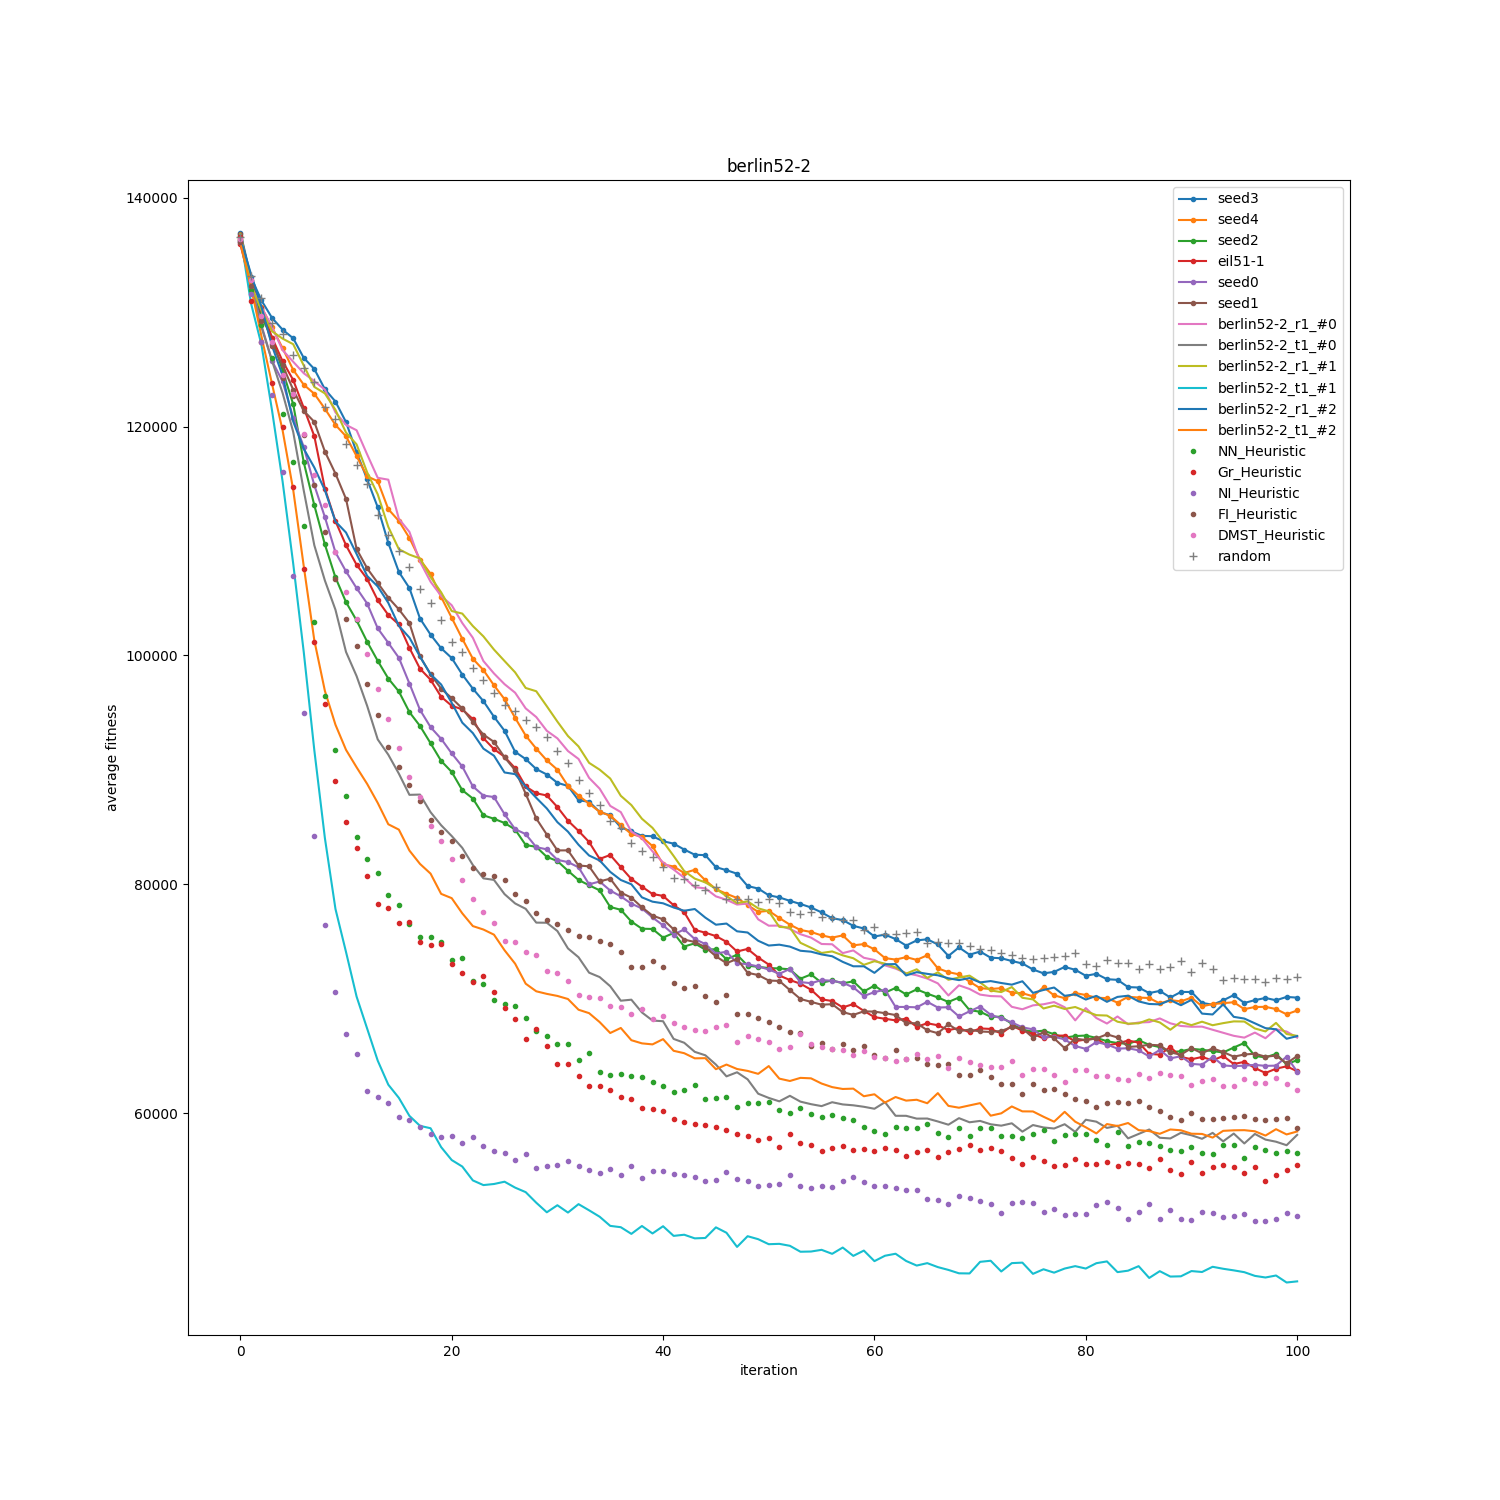 berlin52-2
140000
120000
100000
80000
60000
average fitness
0
20
40
60
80
100
iteration
seed3
seed4
seed2
eil51-1
seed0
seed1
berlin52-2_r1_#0
berlin52-2_t1_#0
berlin52-2_r1_#1
berlin52-2_t1_#1
berlin52-2_r1_#2
berlin52-2_t1_#2
NN_Heuristic
Gr_Heuristic
NI_Heuristic
FI_Heuristic
DMST_Heuristic
random